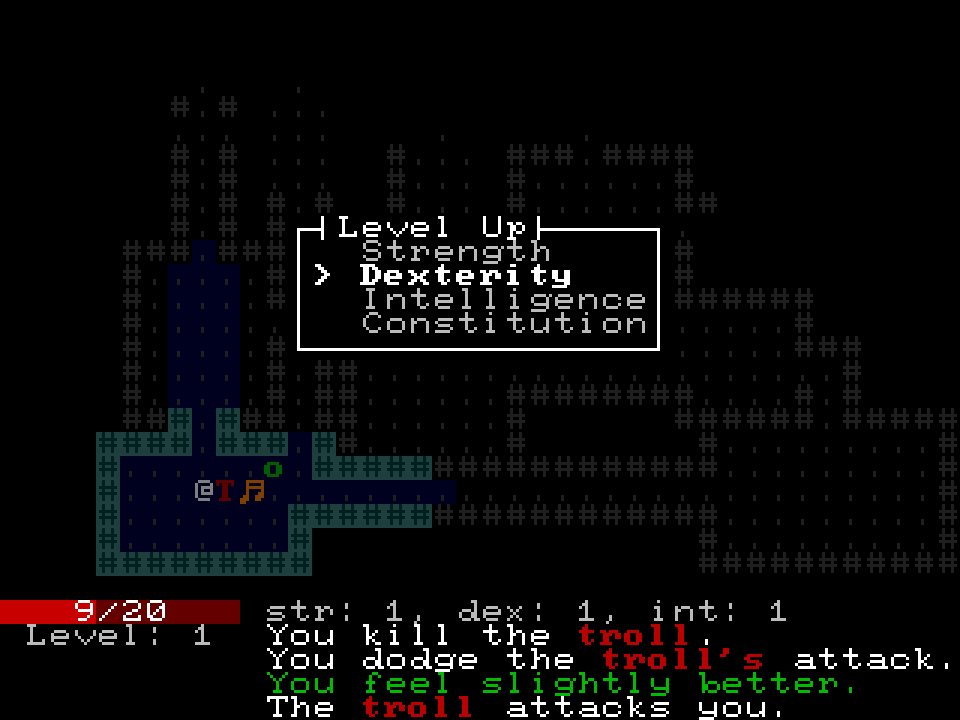 Level Up
Strength
> Dexterity
Intelligence
Constitution
@T♬o
9/20 str: 1, dex: 1, int: 1
Level: 1 You kill the troll.
You dodge the troll's attack.
You feel slightly better.
The troll attacks you.